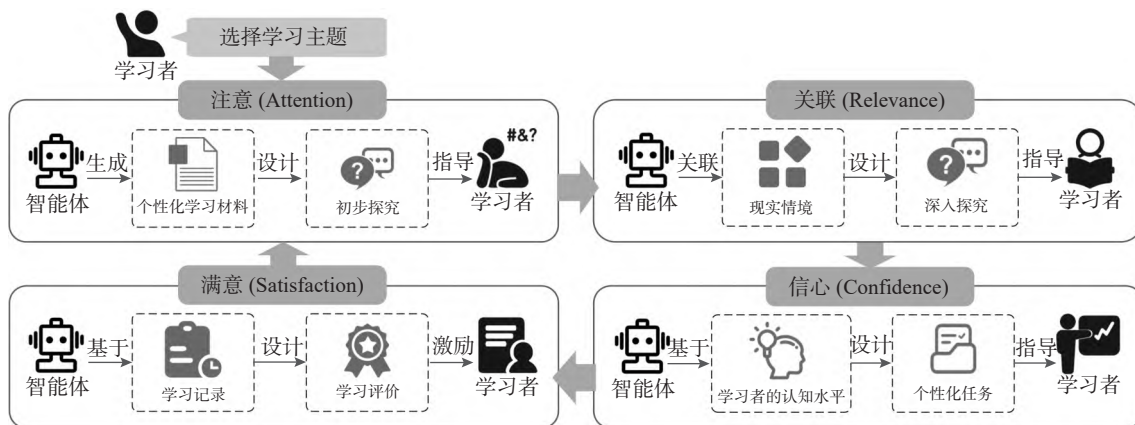 选择学习主题
学习者
注意 (Attention)
智能体
生成
个性化学习材料
设计
初步探究
指导
#&?
学习者
关联 (Relevance)
智能体
关联
现实情境
设计
深入探究
指导
学习者
满意 (Satisfaction)
智能体
基于
学习记录
设计
学习评价
激励
学习者
信心 (Confidence)
智能体
基于
学习者的认知水平
设计
个性化任务
指导
学习者